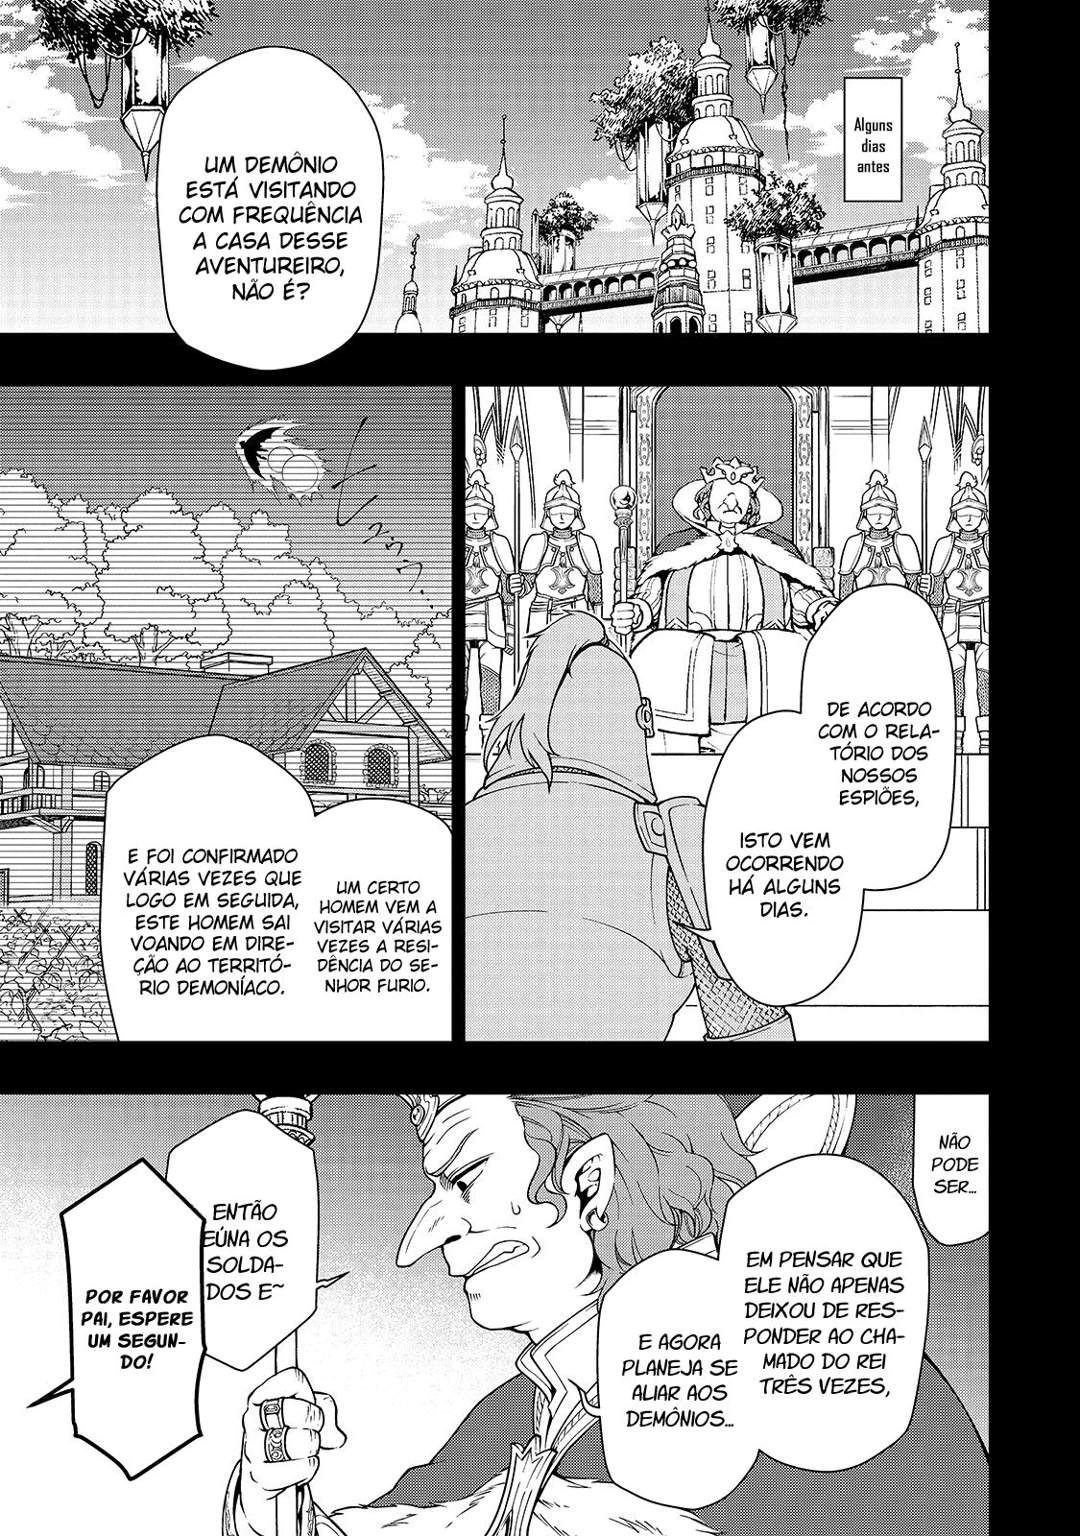 Alguns
dias
antes
UM DEMÔNIO
ESTÁ VISITANDO
COM FREQUÊNCIA
A CASA DESSE
AVENTUREIRO,
NÃO É?
DE ACORDO
COM O RELA-
TÓRIO DOS
NOSSOS
ESPIÕES,
ISTO VEM
OCORRENDO
HÁ ALGUNS
DIAS.
UM CERTO
HOMEM VEM A
VISITAR VÁRIAS
VEZES A RESI-
DÊNCIA DO SE-
NHOR FURIO.
E FOI CONFIRMADO
VÁRIAS VEZES QUE
LOGO EM SEGUIDA,
ESTE HOMEM SAI
VOANDO EM DIRE-
ÇÃO AO TERRITÓ-
RIO DEMONÍACO.
NÃO
PODE
SER...
EM PENSAR QUE
ELE NÃO APENAS
DEIXOU DE RES-
PONDER AO CHA-
MADO DO REI
TRÊS VEZES,
E AGORA
PLANEJA SE
ALIAR AOS
DEMÔNIOS...
ENTÃO
EÚNA OS
SOLDA-
DOS E~
POR FAVOR
PAI, ESPERE
UM SEGUN-
DO!